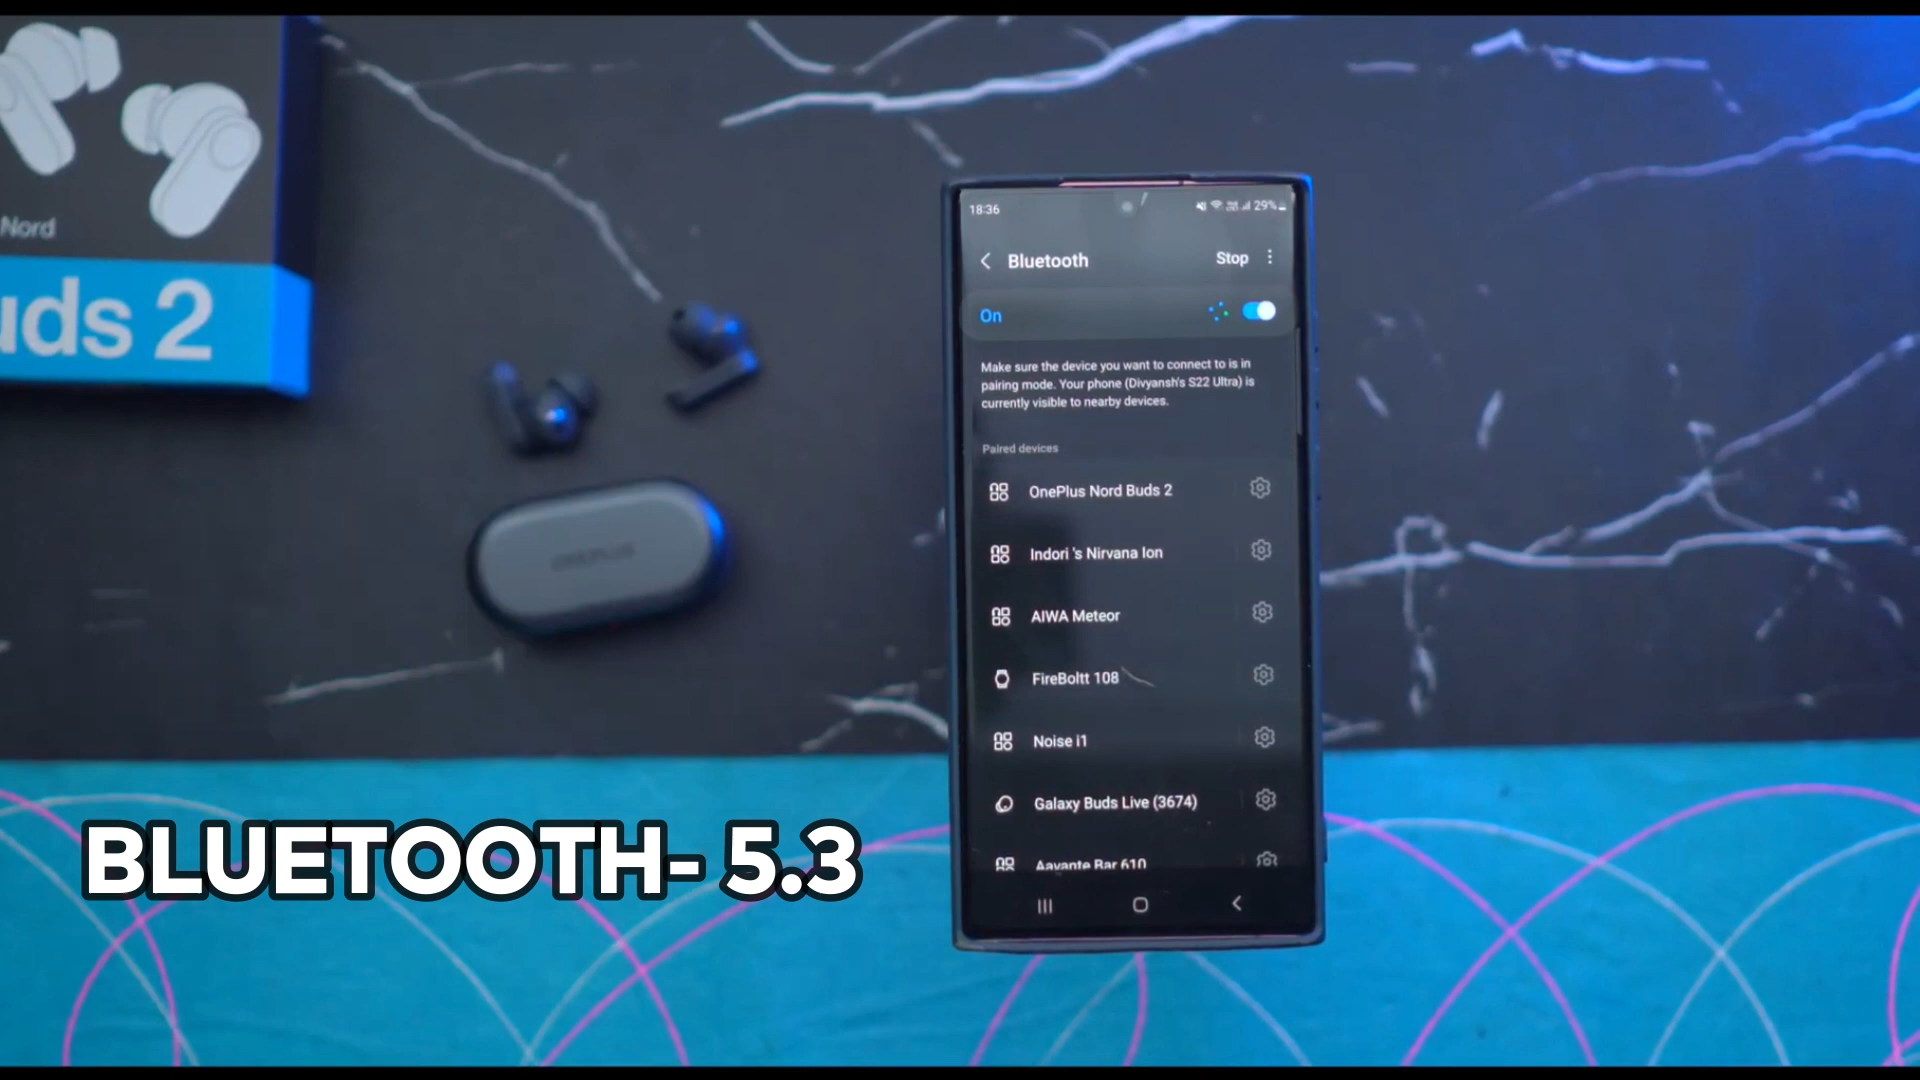 Nord
uds 2
ONEPLUS
18:36
29%
Bluetooth
Stop
On
Make sure the device you want to connect to is in
pairing mode. Your phone (Divyansh's S22 Ultra) is
currently visible to nearby devices.
Paired devices
OnePlus Nord Buds 2
Indori 's Nirvana Ion
AIWA Meteor
FireBoltt 108
Noise i1
Galaxy Buds Live (3674)
Aavante Bar 610
BLUETOOTH- 5.3